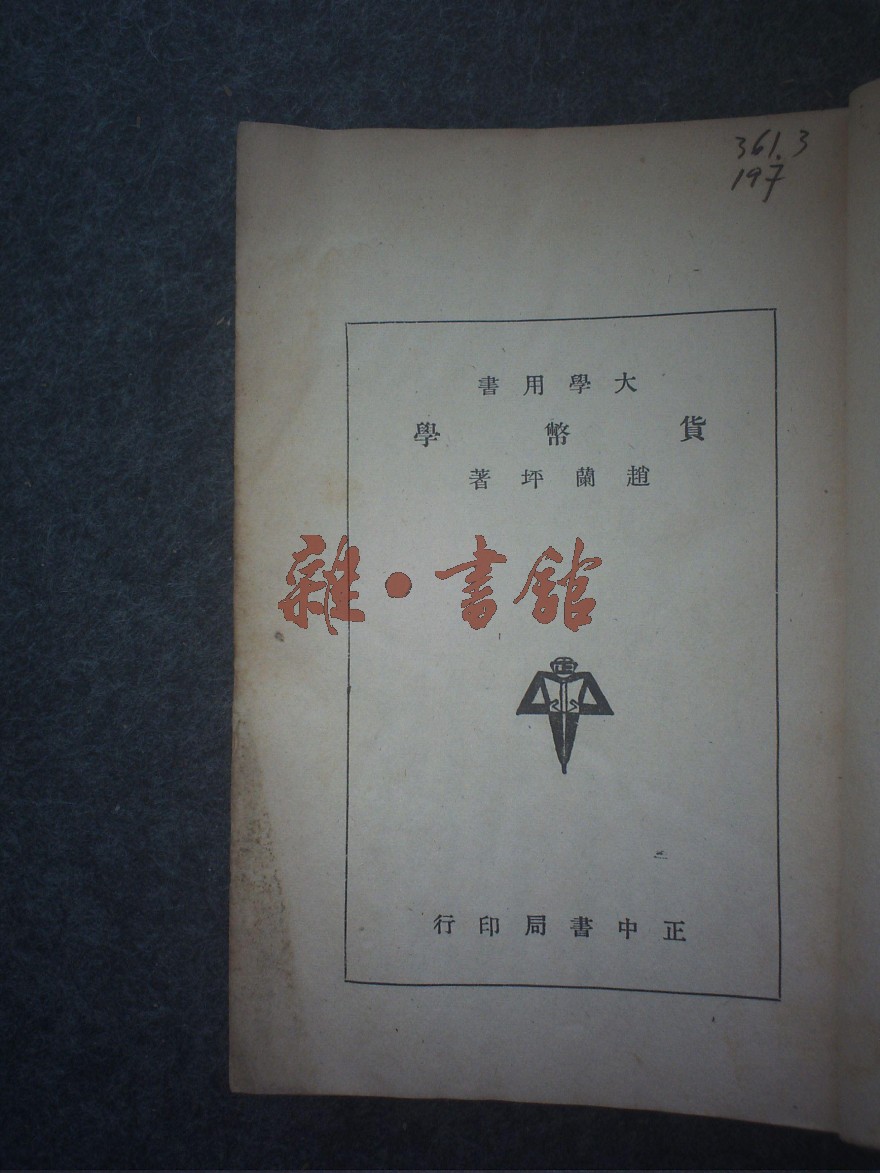 361.3
197
大學用書
貨幣學
趙蘭坪著
雜·書館
正中書局印行